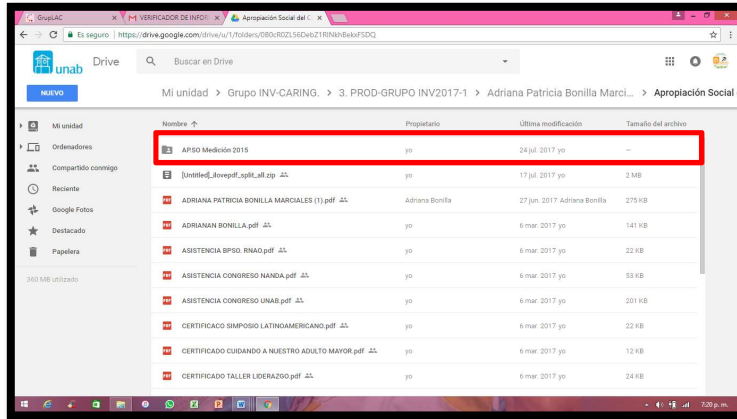 GrupLAC
VERIFICADOR DE INFOR
Apropiación Social del C
Es seguro | https://drive.google.com/drive/u/1/folders/
unab Drive Buscar en Drive
NUEVO
Mi unidad > Grupo INV-CARING. > 3. PROD-GRUPO INV2017-1 > Adriana Patricia Bonilla Marci... > Apropiación Social
Mi unidad
Ordenadores
Compartido conmigo
Reciente
Google Fotos
Destacado
Papelera
360 MB utilizado
Nombre ↑ Propietario Última modificación Tamaño del archivo
AP.SO Medición 2015 yo 24 jul. 2017 yo —
[Untitled]_ilovepdf_split_all.zip yo 17 jul. 2017 yo 2 MB
ADRIANA PATRICIA BONILLA MARCIALES (1).pdf Adriana Bonilla 27 jun. 2017 Adriana Bonilla 275 KB
ADRIANAN BONILLA.pdf yo 6 mar. 2017 yo 141 KB
ASISTENCIA BPSO, RNAO.pdf yo 6 mar. 2017 yo 22 KB
ASISTENCIA CONGRESO NANDA.pdf yo 6 mar. 2017 yo 53 KB
ASISTENCIA CONGRESO UNAB.pdf yo 6 mar. 2017 yo 201 KB
CERTIFICACO SIMPOSIO LATINOAMERICANO.pdf yo 6 mar. 2017 yo 22 KB
CERTIFICADO CUIDANDO A NUESTRO ADULTO MAYOR.pdf yo 6 mar. 2017 yo 12 KB
CERTIFICADO TALLER LIDERAZGO.pdf yo 6 mar. 2017 yo 24 KB
7:20 p. m.